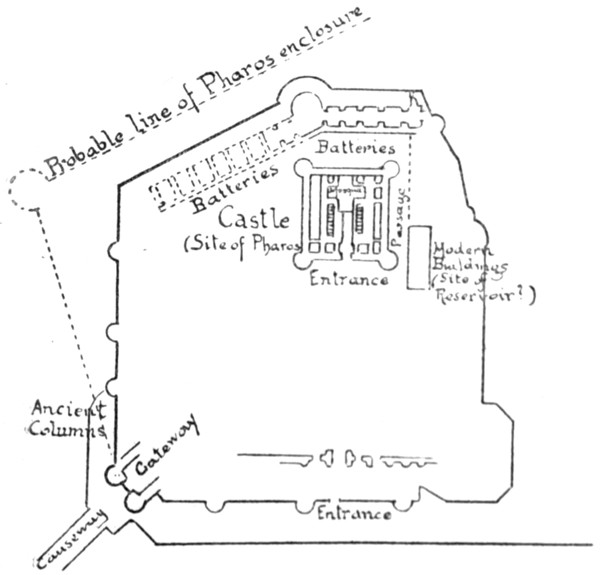 Probable line of Pharos enclosure
Batteries
Batteries
Castle
(Site of Pharos
Passage
Entrance
Modern
Buildings
(Site of
Reservoir?)
Ancient
Columns
Gateway
Entrance
Causeway